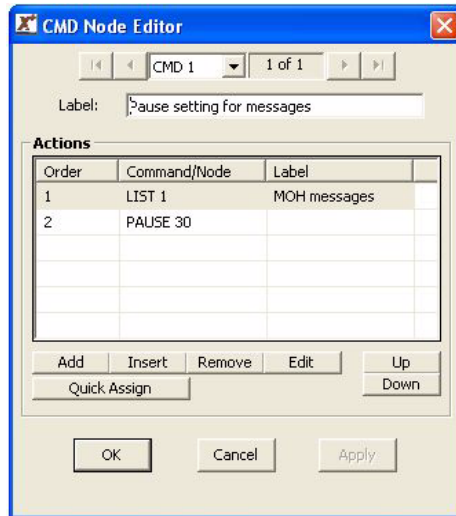 CMD Node Editor
CMD 1 1 of 1
Label: Pause setting for messages
Actions
Order Command/Node Label
1 LIST 1 MOH messages
2 PAUSE 30
Add Insert Remove Edit Up
Quick Assign Down
OK Cancel Apply